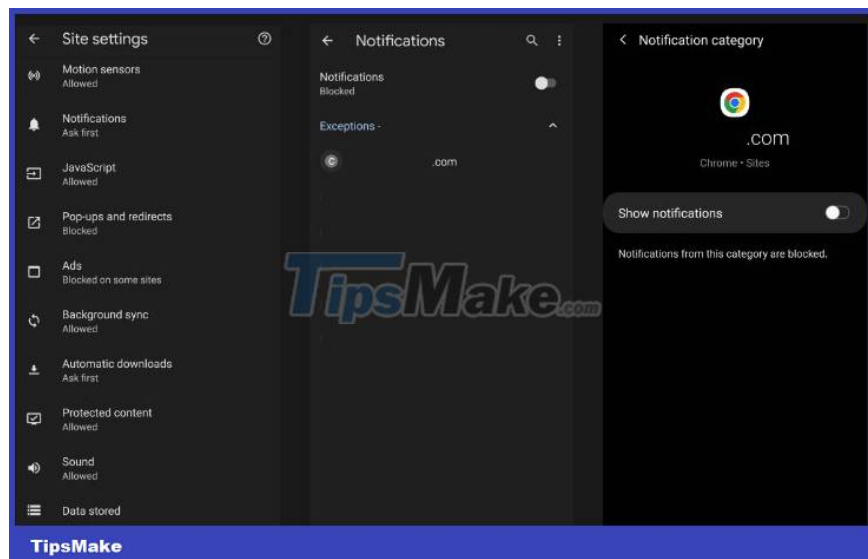 Site settings
Motion sensors
Allowed
Notifications
Ask first
JavaScript
Allowed
Pop-ups and redirects
Blocked
Ads
Blocked on some sites
Background sync
Allowed
Automatic downloads
Ask first
Protected content
Allowed
Sound
Allowed
Data stored
Notifications
Notifications
Blocked
Exceptions -
C
.com
Notification category
.com
Chrome • Sites
Show notifications
Notifications from this category are blocked.
TipsMake.com
TipsMake